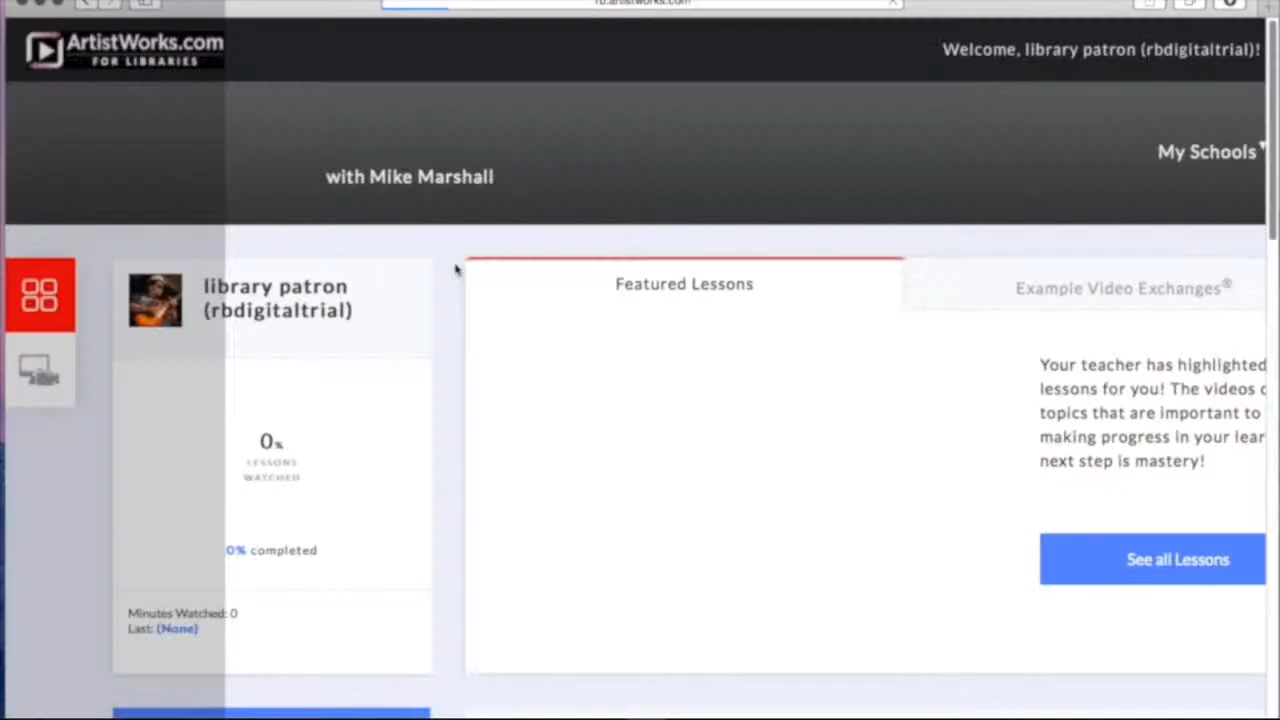 rb.artistworks.com
ArtistWorks.com
FOR LIBRARIES
Welcome, library patron (rbdigitaltrial)!
My Schools
with Mike Marshall
library patron
(rbdigitaltrial)
0%
LESSONS
WATCHED
0% completed
Minutes Watched: 0
Last: (None)
Featured Lessons
Example Video Exchanges®
Your teacher has highlighted
lessons for you! The videos
topics that are important to
making progress in your lear
next step is mastery!
See all Lessons